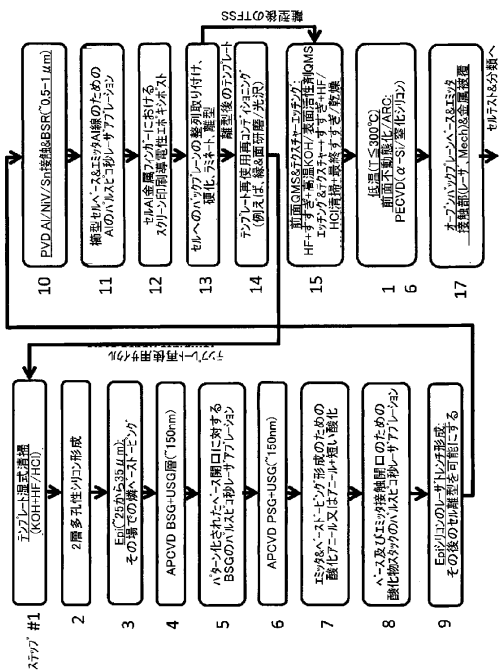 ステップ #1
テンプレート湿式清掃
(KOH+HF/HCl)
2
2層多孔性シリコン形成
3
Epi(~25から35μm);
その場での燐ベースドーピング
4
APCVD BSG+USG層(~150nm)
5
パターン化されたベース開口に対する
BSGのパルスピコ秒レーザアブレーション
6
APCVD PSG+USG(~150nm)
7
エミッタ&ベースドーピング形成のための
酸化アニール又はアニール+短い酸化
8
ベース及びエミッタ接触開口のための
酸化物スタックのパルスピコ秒レーザアブレーション
9
Epiシリコンのレーザトレンチ形成;
その後のセル離型を可能にする
テンプレート再使用サイクル
10
PVD Al/NiV/Sn接触&BSR(~0.5-1μm)
11
櫛型セルベース&エミッタAl線のための
Alのパルスピコ秒レーザアブレーション
12
セルAl金属フィンガーにおける
スクリーン印刷導電性エポキシポスト
13
セルへのバックプレーンの整列取り付け、
硬化、ラミネート、離型
離型後のTFSS
離型後のテンプレート
14
テンプレート再使用再コンディショニング
(例えば、縁&面研磨/光沢)
15
前面QMS&テクスチャーエッチング:
HF+すすぎ+高温KOH/表面活性剤QMS
エッチング&テクスチャ+すすぎ+HF/
HCl清掃+最終すすぎ/乾燥
1
6
低温(T≦300℃)
前面不動態化/ARC:
PECVD(α-Si/窒化シリコン)
17
オープンバックプレーンベース&エミッタ
接触部(レーザ、Mech)&金属被覆
セルテスト&分類へ